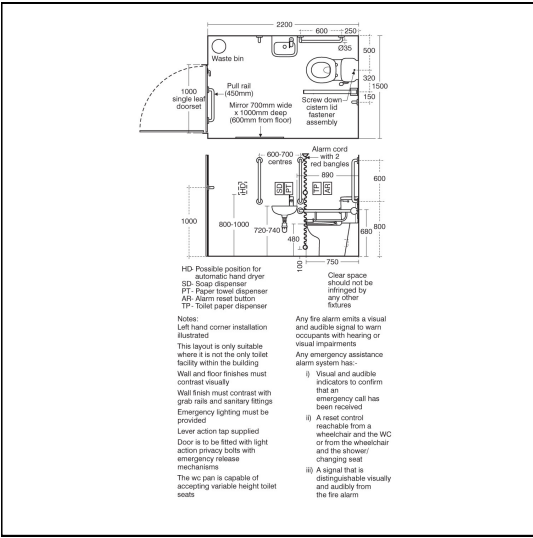 2200
600
250
Ø35
500
Waste bin
320
1500
150
1000
single leaf
doorset
Pull rail
(450mm)
Mirror 700mm wide
x 1000mm deep
(600mm from floor)
Screw down
cistern lid
fastener
assembly
600-700
centres
Alarm cord
with 2
red bangles
890
600
HD
SD
PT
TP
AR
1000
800-1000
720-740
480
680
800
100
750
HD- Possible position for
automatic hand dryer
SD- Soap dispenser
PT- Paper towel dispenser
AR- Alarm reset button
TP- Toilet paper dispenser
Clear space
should not be
infringed by
any other
fixtures
Notes:
Left hand corner installation
illustrated
This layout is only suitable
where it is not the only toilet
facility within the building
Wall and floor finishes must
contrast visually
Wall finish must contrast with
grab rails and sanitary fittings
Emergency lighting must be
provided
Lever action tap supplied
Door is to be fitted with light
action privacy bolts with
emergency release
mechanisms
The wc pan is capable of
accepting variable height toilet
seats
Any fire alarm emits a visual
and audible signal to warn
occupants with hearing or
visual impairments
Any emergency assistance
alarm system has:-
i) Visual and audible
indicators to confirm
that an
emergency call has
been received
ii) A reset control
reachable from a
wheelchair and the WC
or from the wheelchair
and the shower/
changing seat
iii) A signal that is
distinguishable visually
and audibly from
the fire alarm